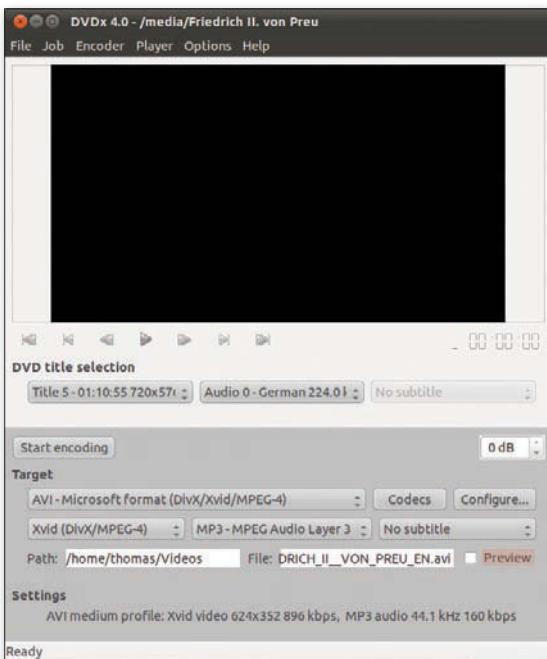 DVDx 4.0 - /media/Friedrich II. von Preu
File Job Encoder Player Options Help
_ 00:00:00
DVD title selection
Title 5 - 01:10:55 720x57 Audio 0 - German 224.0 No subtitle
Start encoding 0 dB
Target
AVI - Microsoft format (DivX/Xvid/MPEG-4) Codecs Configure...
Xvid (DivX/MPEG-4) MP3 - MPEG Audio Layer 3 No subtitle
Path: /home/thomas/Videos File: DRICH_II__VON_PREU_EN.avi Preview
Settings
AVI medium profile: Xvid video 624x352 896 kbps, MP3 audio 44.1 kHz 160 kbps
Ready